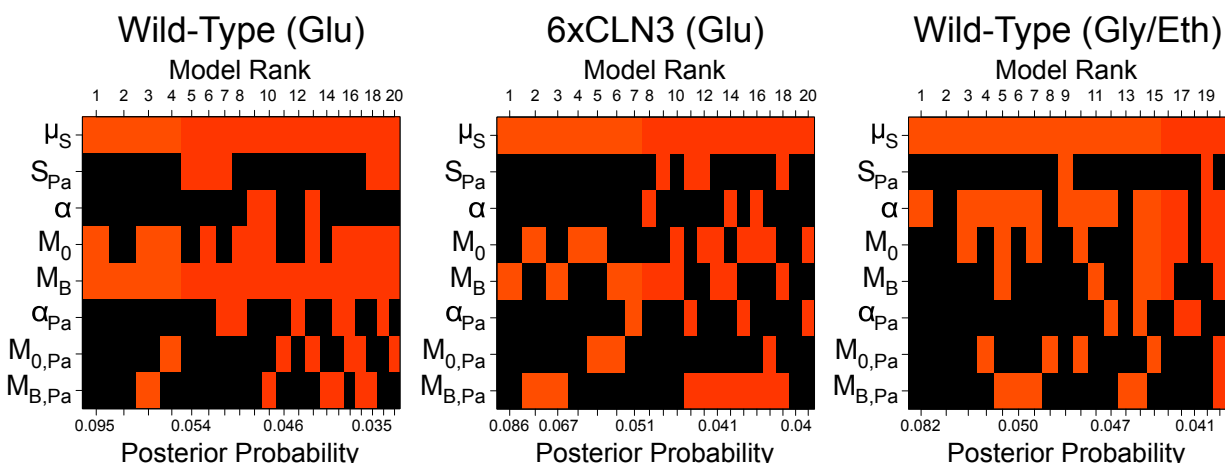 Wild-Type (Glu)
Model Rank
1 2 3 4 5 6 7 8 10 12 14 16 18 20
μS
SPa
α
M0
MB
αPa
M0,Pa
MB,Pa
0.095 0.054 0.046 0.035
Posterior Probability
6xCLN3 (Glu)
Model Rank
1 2 3 4 5 6 7 8 10 12 14 16 18 20
μS
SPa
α
M0
MB
αPa
M0,Pa
MB,Pa
0.086 0.067 0.051 0.041 0.04
Posterior Probability
Wild-Type (Gly/Eth)
Model Rank
1 2 3 4 5 6 7 8 9 11 13 15 17 19
μS
SPa
α
M0
MB
αPa
M0,Pa
MB,Pa
0.082 0.050 0.047 0.041
Posterior Probability